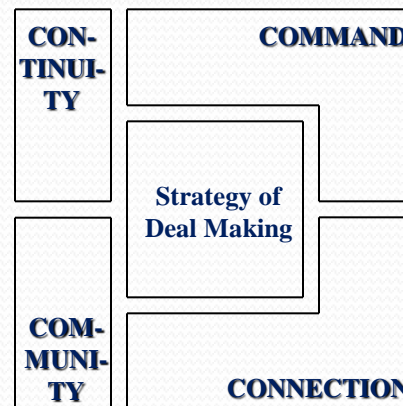 CON-
TINUI-
TY
COMMAND
Strategy of
Deal Making
COM-
MUNI-
TY
CONNECTION